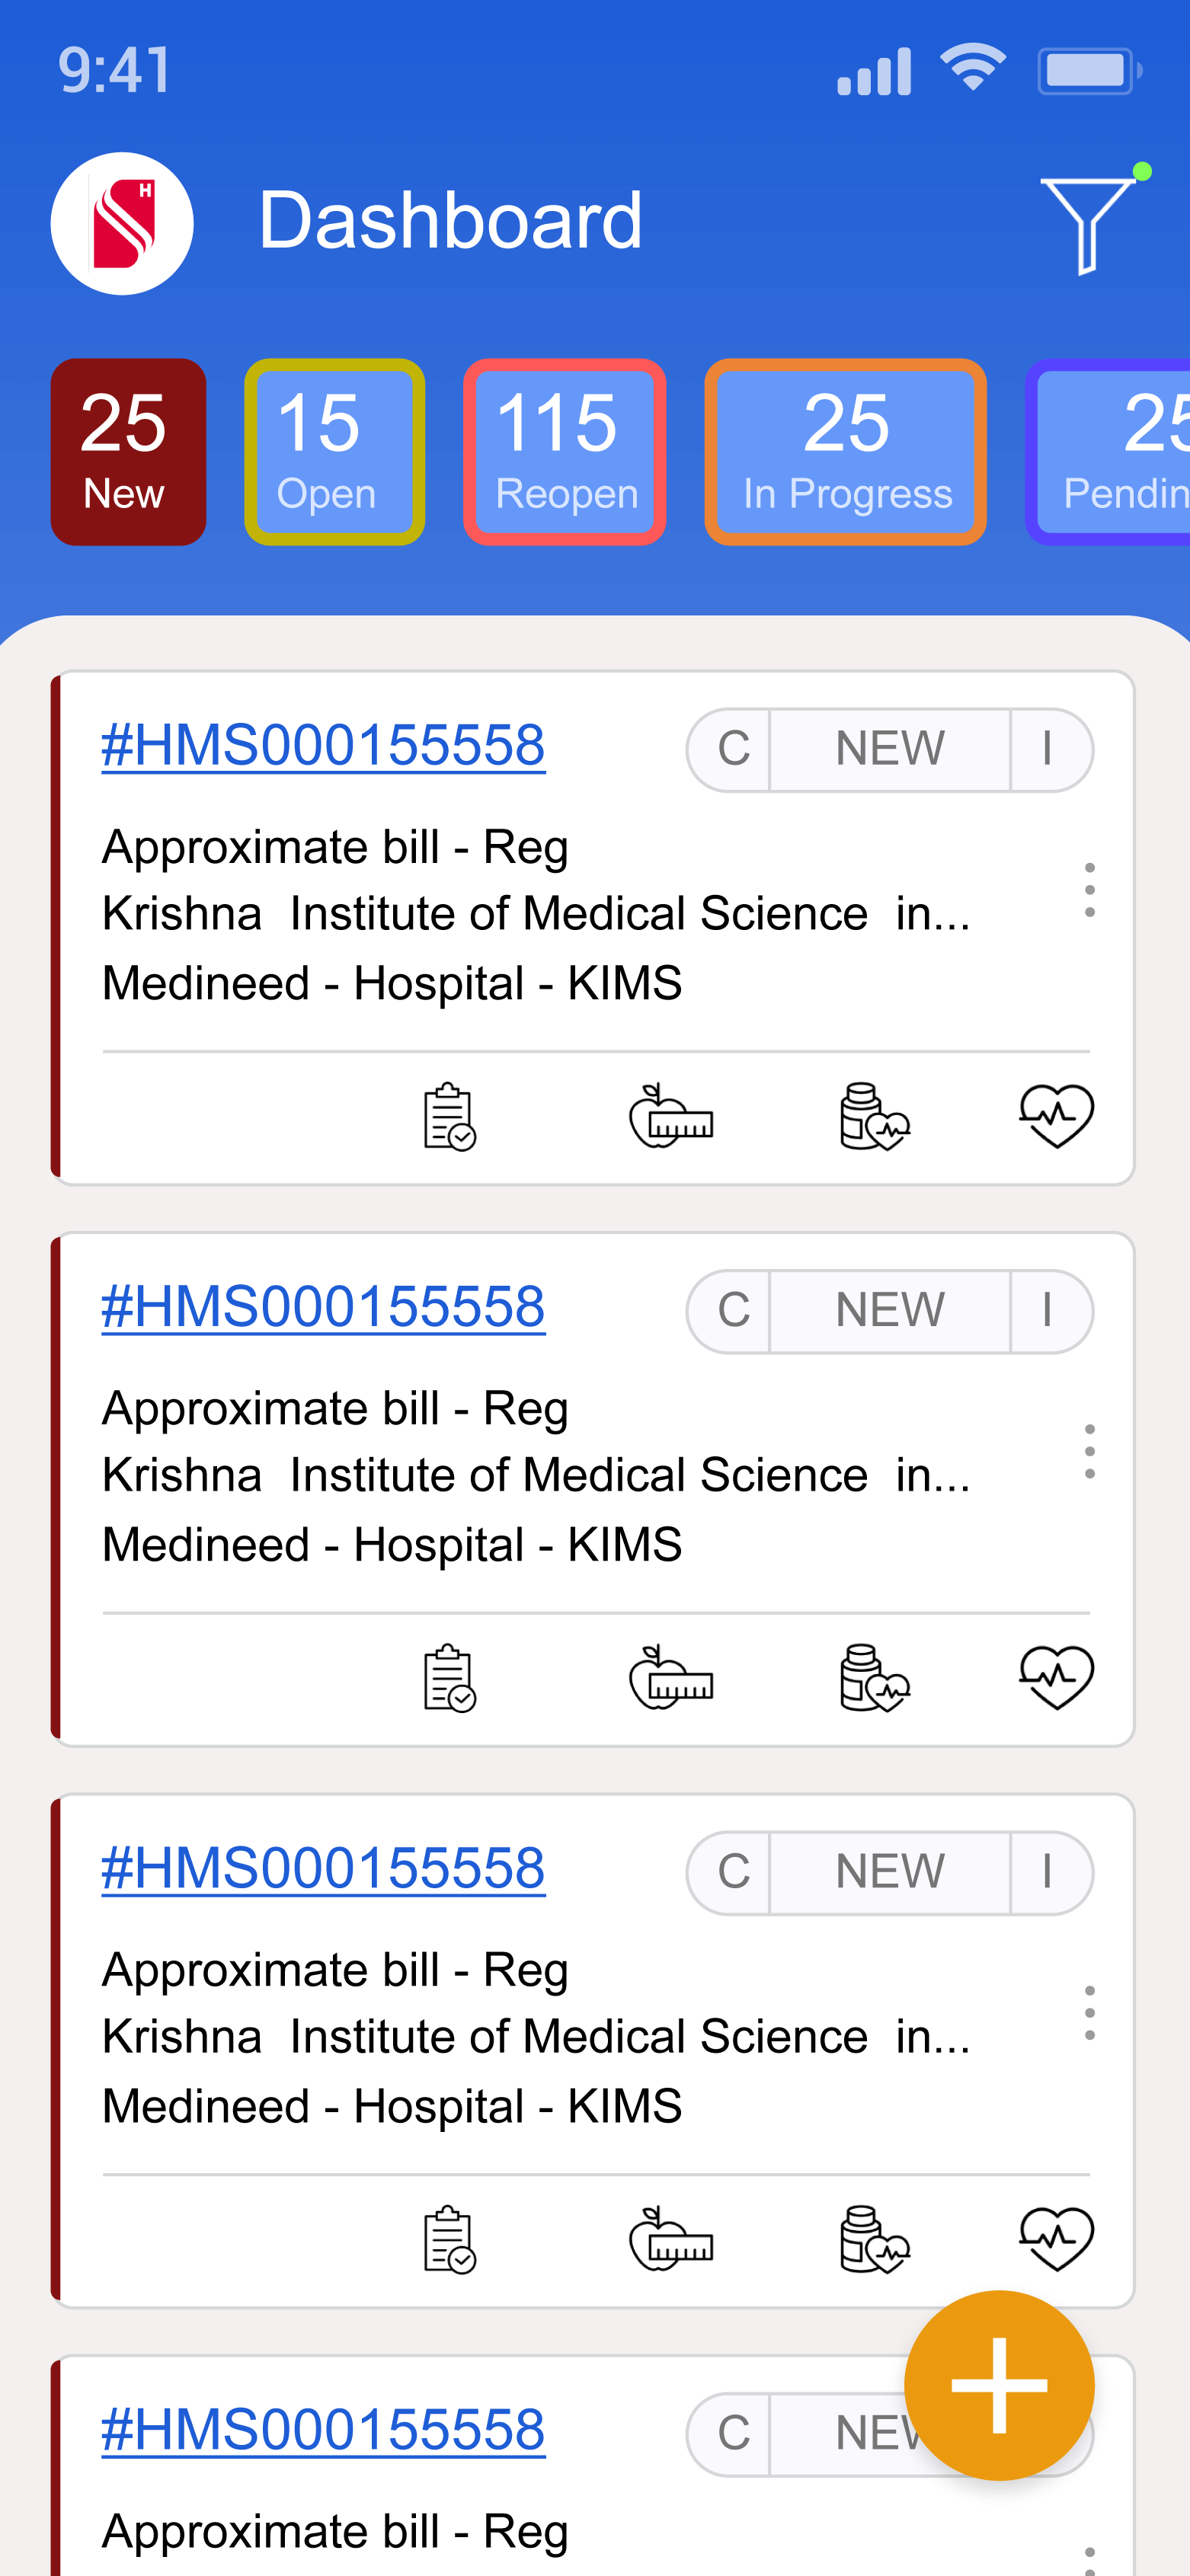 9:41
H
Dashboard
25
New
15
Open
115
Reopen
25
In Progress
25
Pendin
#HMS000155558
C NEW I
Approximate bill - Reg
Krishna Institute of Medical Science in...
Medineed - Hospital - KIMS
#HMS000155558
C NEW I
Approximate bill - Reg
Krishna Institute of Medical Science in...
Medineed - Hospital - KIMS
#HMS000155558
C NEW I
Approximate bill - Reg
Krishna Institute of Medical Science in...
Medineed - Hospital - KIMS
#HMS000155558
C NEW
Approximate bill - Reg